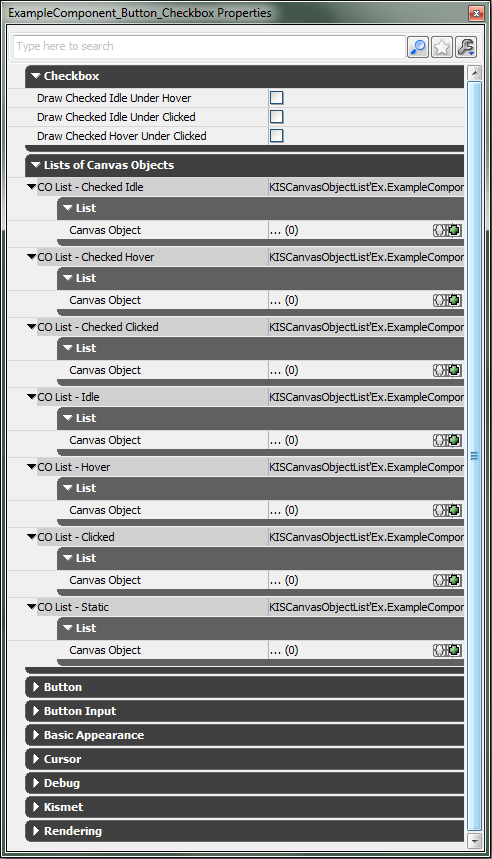 ExampleComponent_Button_Checkbox Properties
Type here to search
Checkbox
Draw Checked Idle Under Hover
Draw Checked Idle Under Clicked
Draw Checked Hover Under Clicked
Lists of Canvas Objects
CO List - Checked Idle KISCanvasObjectList'Ex.ExampleCompor
List
Canvas Object ... (0)
CO List - Checked Hover KISCanvasObjectList'Ex.ExampleCompor
List
Canvas Object ... (0)
CO List - Checked Clicked KISCanvasObjectList'Ex.ExampleCompor
List
Canvas Object ... (0)
CO List - Idle KISCanvasObjectList'Ex.ExampleCompor
List
Canvas Object ... (0)
CO List - Hover KISCanvasObjectList'Ex.ExampleCompor
List
Canvas Object ... (0)
CO List - Clicked KISCanvasObjectList'Ex.ExampleCompor
List
Canvas Object ... (0)
CO List - Static KISCanvasObjectList'Ex.ExampleCompor
List
Canvas Object ... (0)
Button
Button Input
Basic Appearance
Cursor
Debug
Kismet
Rendering